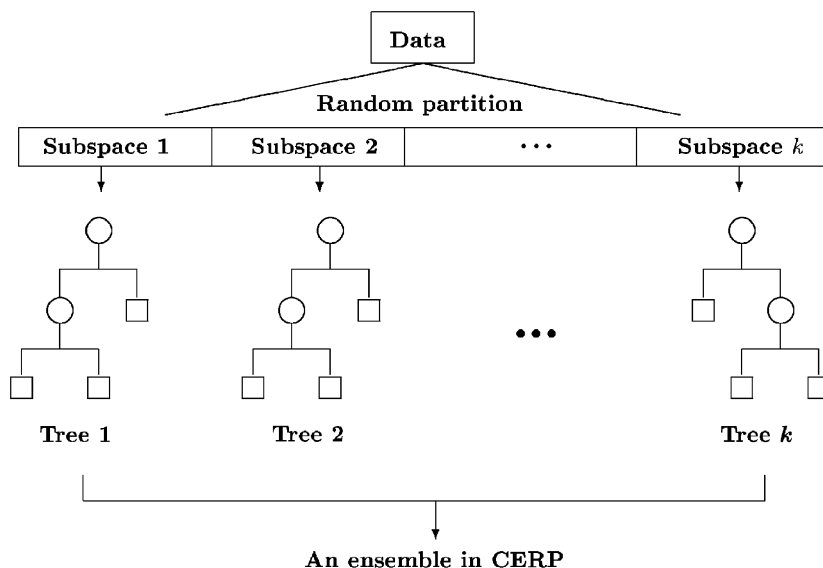 Data
Random partition
Subspace 1 Subspace 2 ··· Subspace k
•••
Tree 1 Tree 2 Tree k
An ensemble in CERP